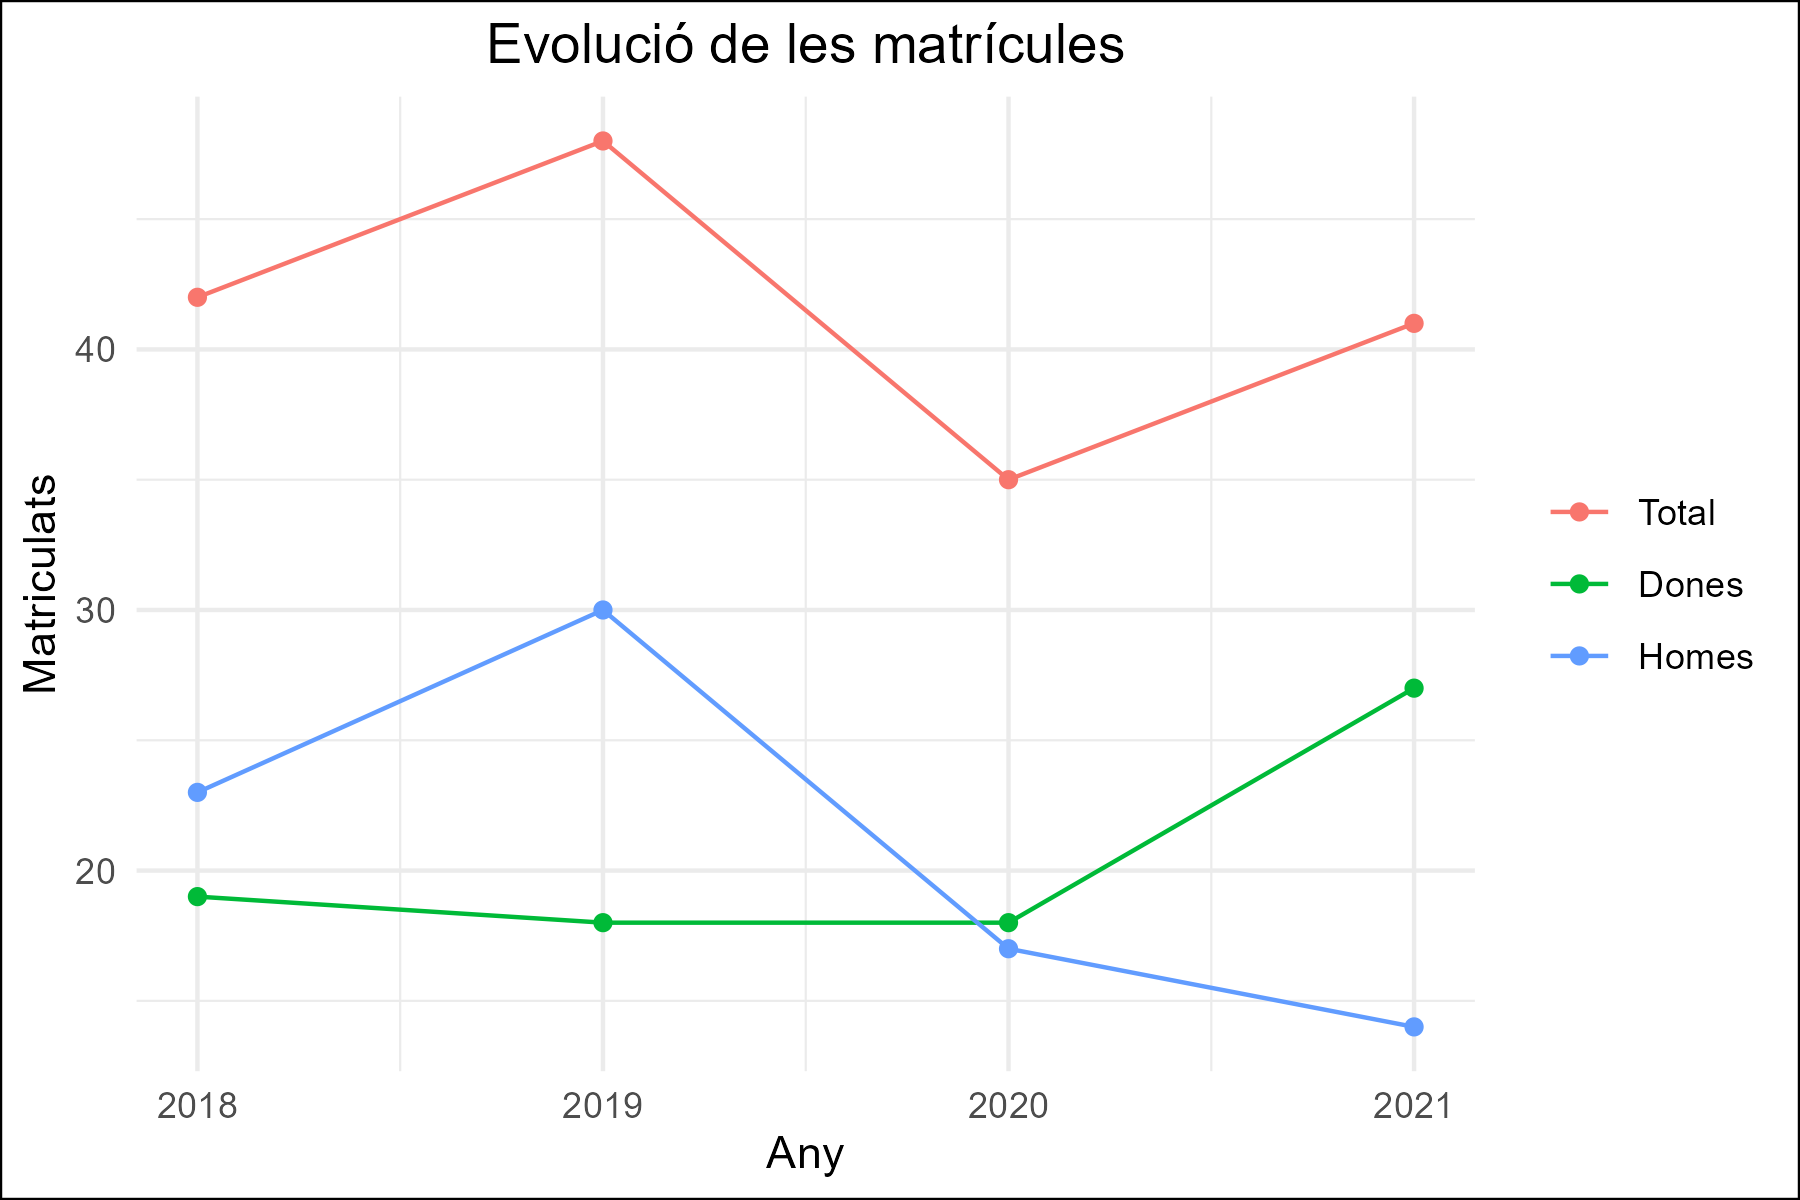 Evolució de les matrícules
Matriculats
40
30
20
2018
2019
2020
2021
Any
Total
Dones
Homes